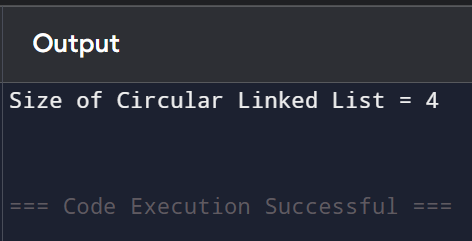 Output
Size of Circular Linked List = 4
=== Code Execution Successful ===